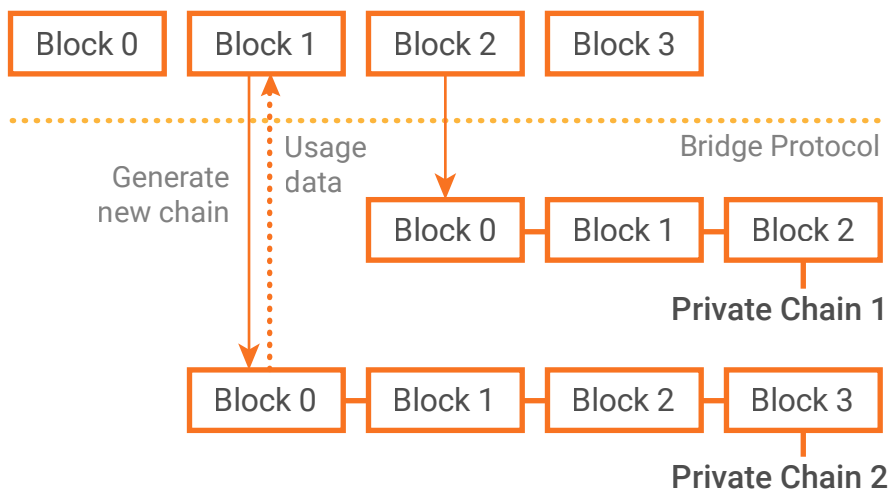 Block 0
Block 1
Block 2
Block 3
Bridge Protocol
Usage
data
Generate
new chain
Block 0
Block 1
Block 2
Private Chain 1
Block 0
Block 1
Block 2
Block 3
Private Chain 2